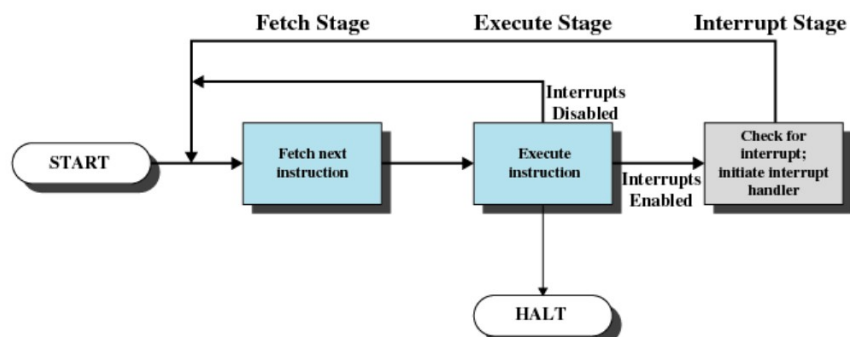 Fetch Stage
Execute Stage
Interrupt Stage
Interrupts
Disabled
START
Fetch next
instruction
Execute
instruction
Interrupts
Enabled
Check for
interrupt;
initiate interrupt
handler
HALT